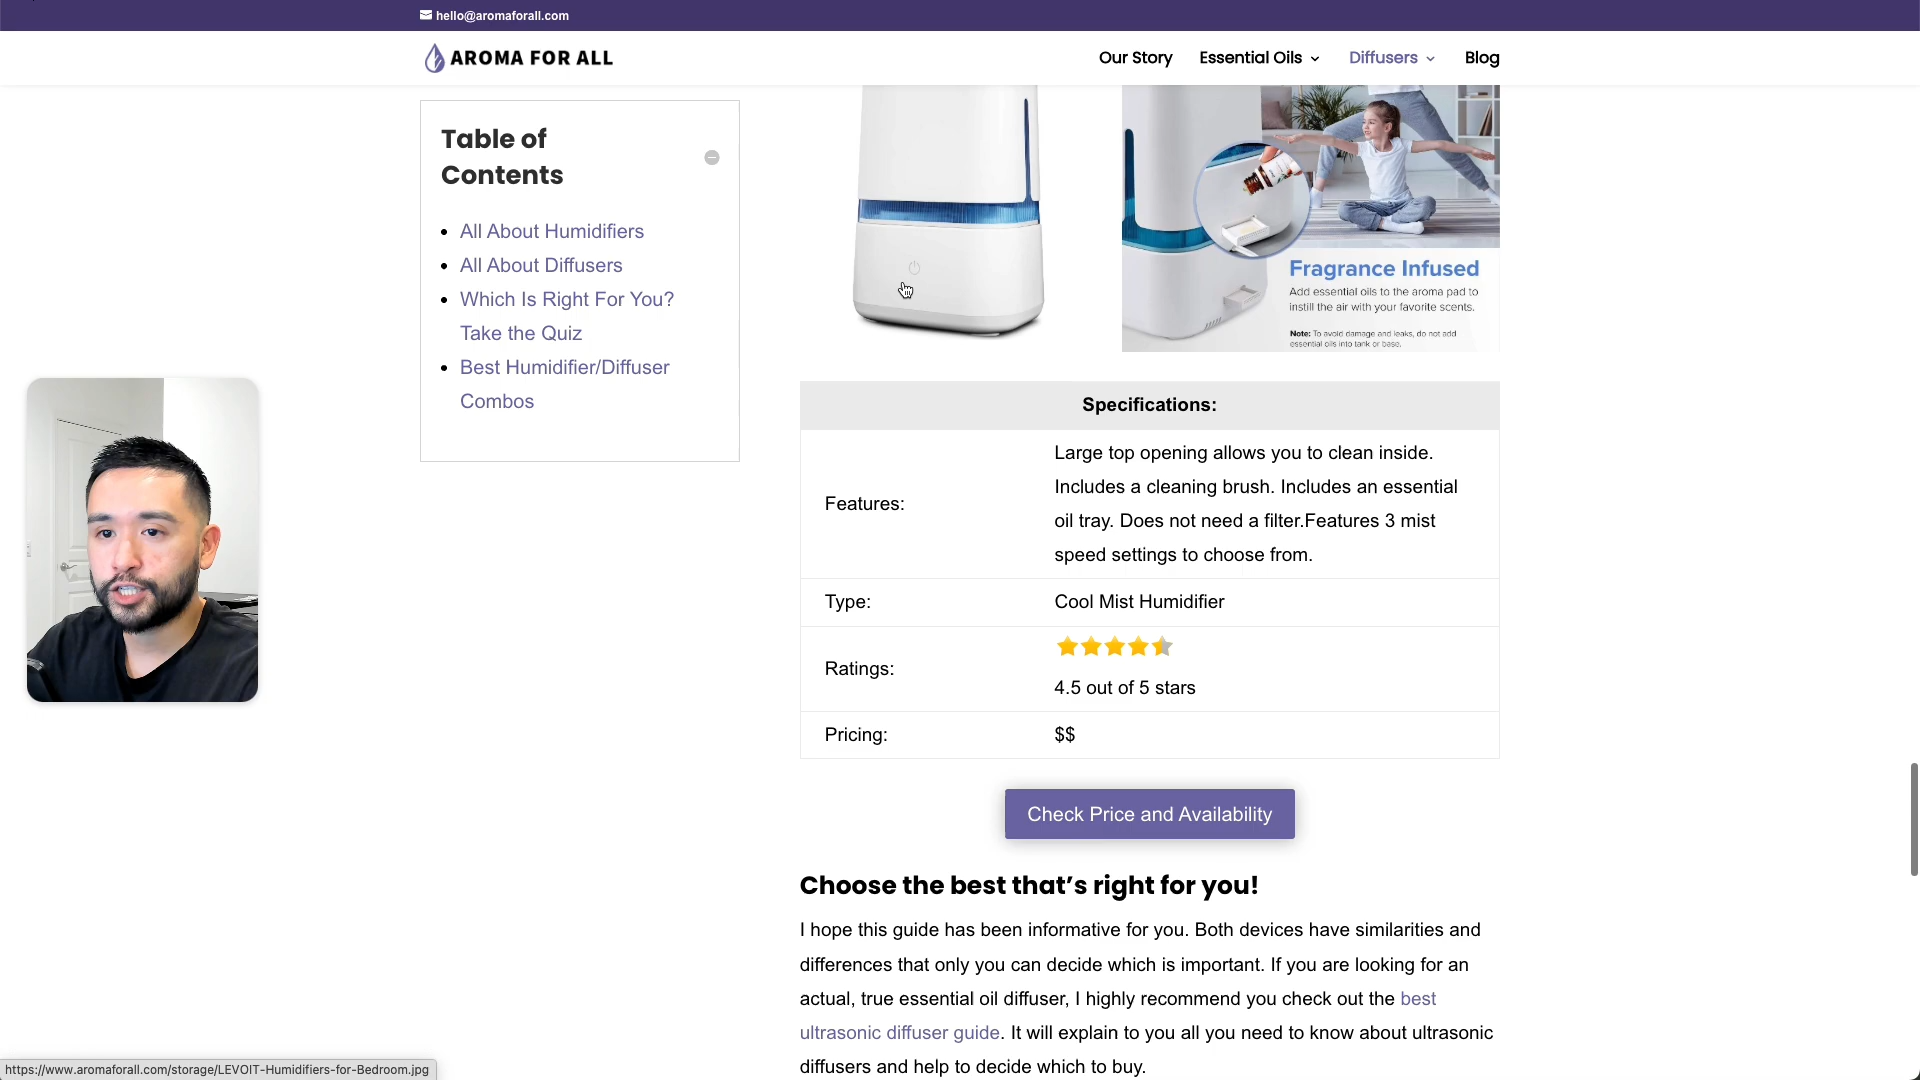 hello@aromaforall.com
AROMA FOR ALL
Our Story
Essential Oils
Diffusers
Blog
Table of
Contents
All About Humidifiers
All About Diffusers
Which Is Right For You?
Take the Quiz
Best Humidifier/Diffuser
Combos
Fragrance Infused
Add essential oils to the aroma pad to
instill the air with your favorite scents.
Note: To avoid damage and leaks, do not add
essential oils into tank or base.
Specifications:
Features:
Large top opening allows you to clean inside.
Includes a cleaning brush. Includes an essential
oil tray. Does not need a filter.Features 3 mist
speed settings to choose from.
Type:
Cool Mist Humidifier
Ratings:
4.5 out of 5 stars
Pricing:
$$
Check Price and Availability
Choose the best that’s right for you!
I hope this guide has been informative for you. Both devices have similarities and
differences that only you can decide which is important. If you are looking for an
actual, true essential oil diffuser, I highly recommend you check out the best
ultrasonic diffuser guide. It will explain to you all you need to know about ultrasonic
diffusers and help to decide which to buy.
https://www.aromaforall.com/storage/LEVOIT-Humidifiers-for-Bedroom.jpg